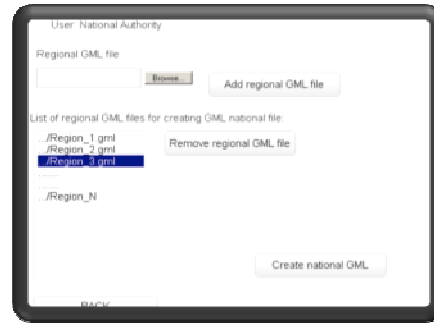 User National Authority
Regional GML file
Browse...
Add regional GML file
List of regional GML files for creating GML national file:
.../Region_1.gml
.../Region_2.gml
.../Region_3.gml
Remove regional GML file
........
.../Region_N
Create national GML
BACK